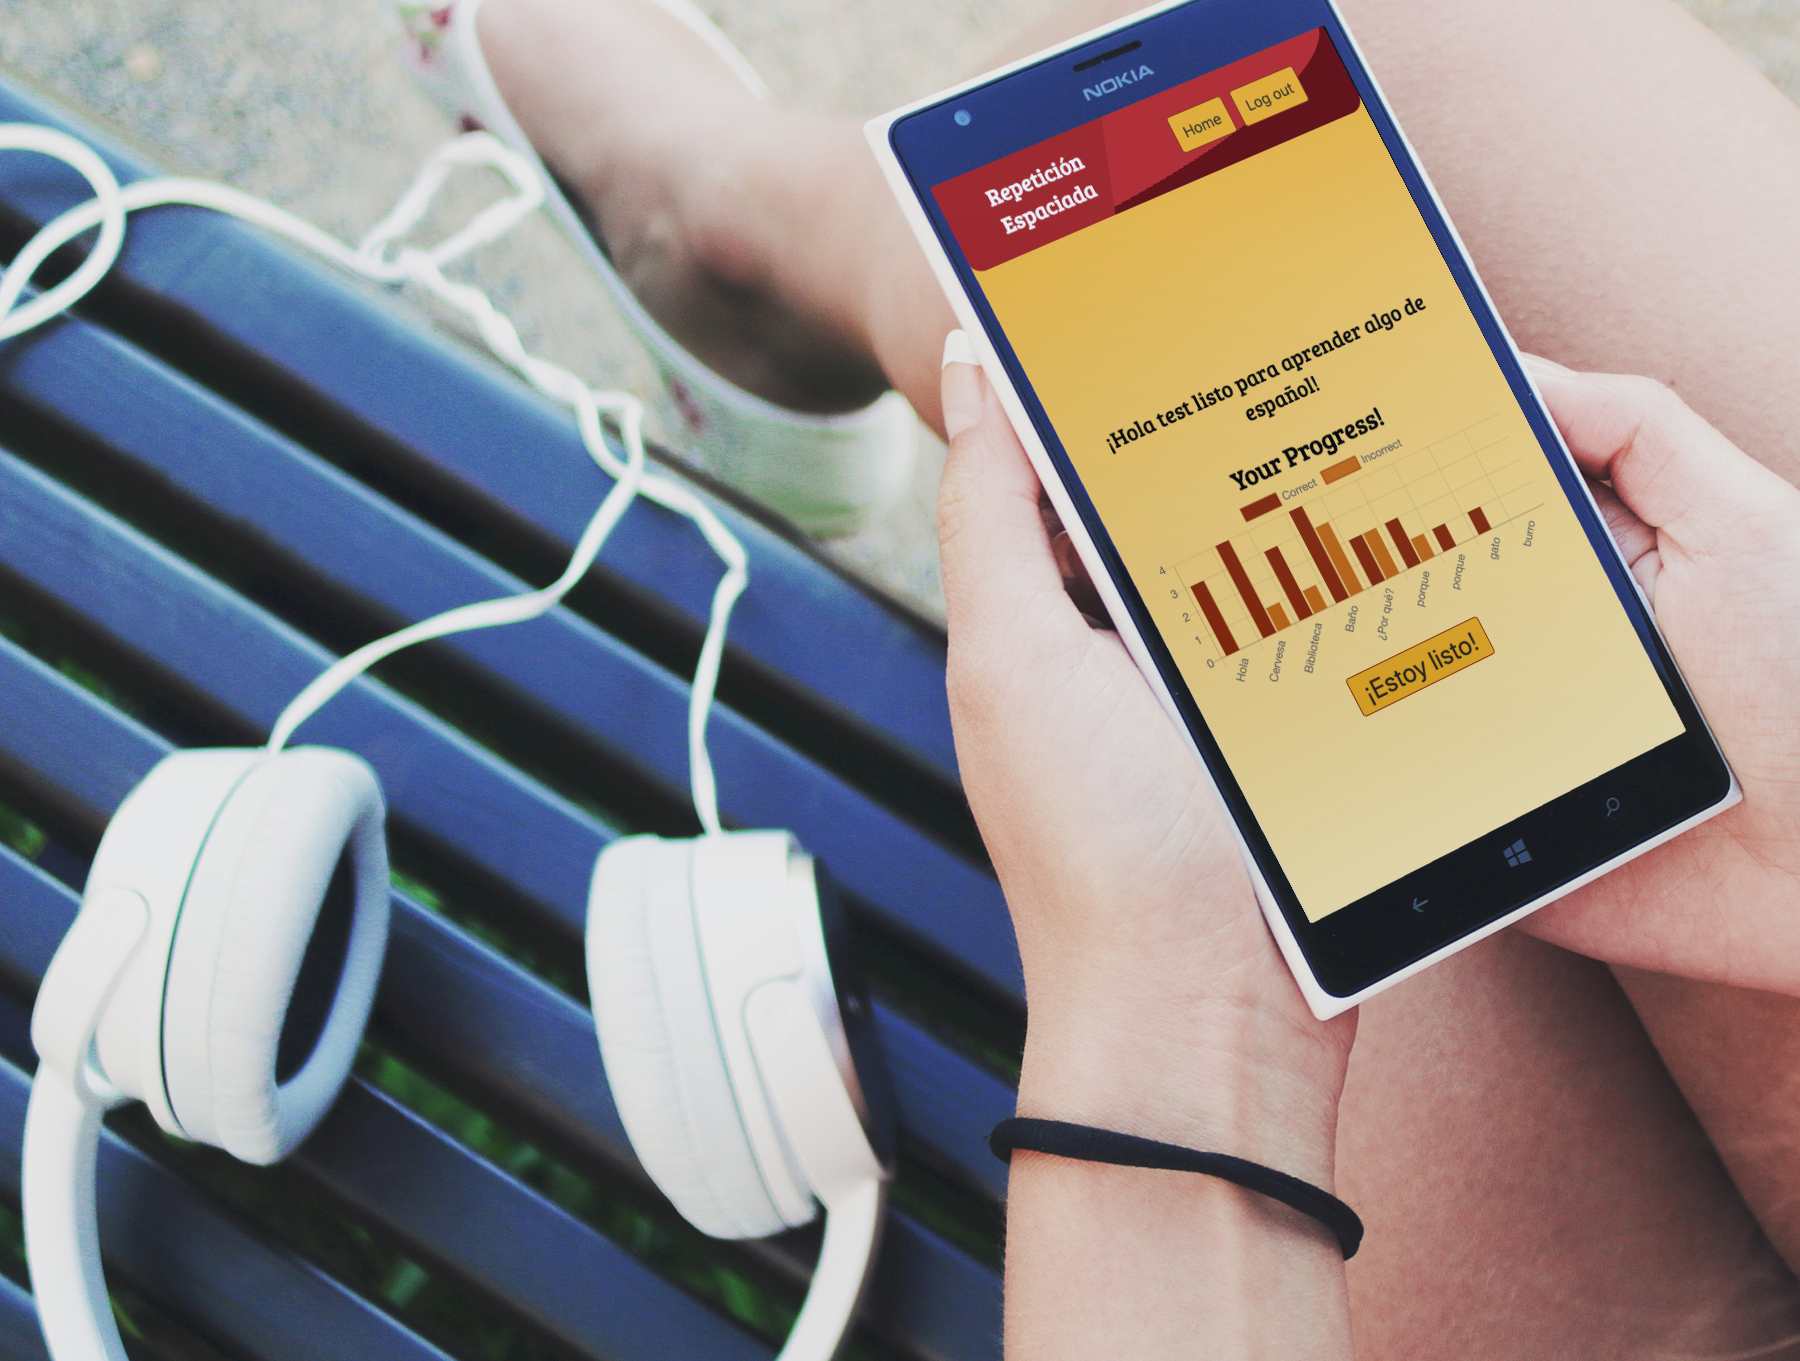 NOKIA
Home
Log out
Repetición
Espaciada
¡Hola test listo para aprender algo de
español!
Your Progress!
Correct
Incorrect
4
3
2
1
0
Hola
Cervesa
Biblioteca
Baño
¿Por qué?
porque
porque
gato
burro
¡Estoy listo!